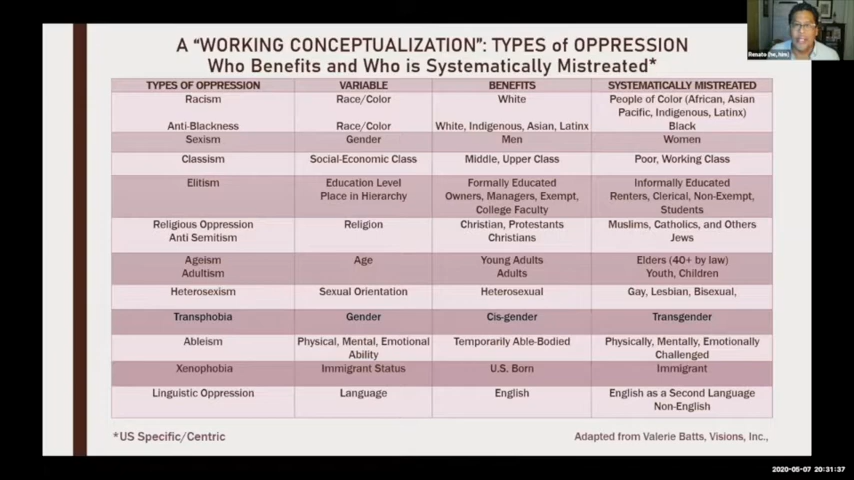 A “WORKING CONCEPTUALIZATION”: TYPES of OPPRESSION
Who Benefits and Who is Systematically Mistreated*
TYPES OF OPPRESSION VARIABLE BENEFITS SYSTEMATICALLY MISTREATED
Racism Race/Color White People of Color (African, Asian
Pacific, Indigenous, Latinx)
Anti-Blackness Race/Color White, Indigenous, Asian, Latinx Black
Sexism Gender Men Women
Classism Social-Economic Class Middle, Upper Class Poor, Working Class
Elitism Education Level Formally Educated Informally Educated
Place in Hierarchy Owners, Managers, Exempt, Renters, Clerical, Non-Exempt,
College Faculty Students
Religious Oppression Religion Christian, Protestants Muslims, Catholics, and Others
Anti Semitism Christians Jews
Ageism Age Young Adults Elders (40+ by law)
Adultism Adults Youth, Children
Heterosexism Sexual Orientation Heterosexual Gay, Lesbian, Bisexual,
Transphobia Gender Cis-gender Transgender
Ableism Physical, Mental, Emotional Temporarily Able-Bodied Physically, Mentally, Emotionally
Ability Challenged
Xenophobia Immigrant Status U.S. Born Immigrant
Linguistic Oppression Language English English as a Second Language
Non-English
*US Specific/Centric Adapted from Valerie Batts, Visions, Inc.,
Renato (he, him)
2020-05-07 20:31:37